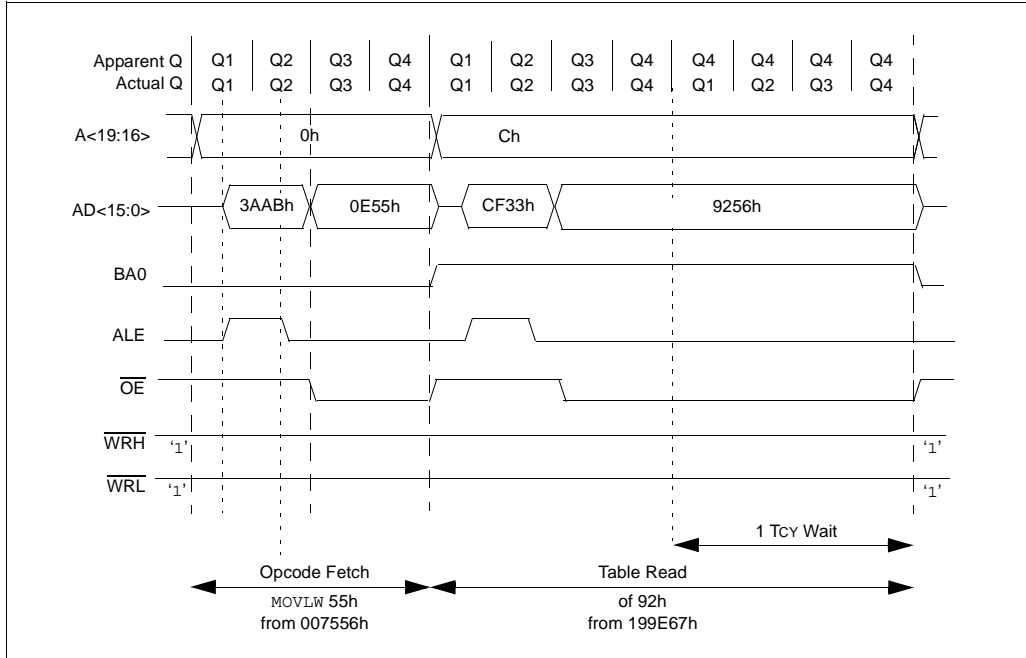 Apparent Q Q1 Q2 Q3 Q4 Q1 Q2 Q3 Q4 Q4 Q4 Q4 Q4
Actual Q Q1 Q2 Q3 Q4 Q1 Q2 Q3 Q4 Q1 Q2 Q3 Q4
A<19:16> 0h Ch
AD<15:0> 3AABh 0E55h CF33h 9256h
BA0
ALE
OE
WRH '1' '1'
WRL '1' '1'
1 TCY Wait
Opcode Fetch Table Read
MOVLW 55h of 92h
from 007556h from 199E67h